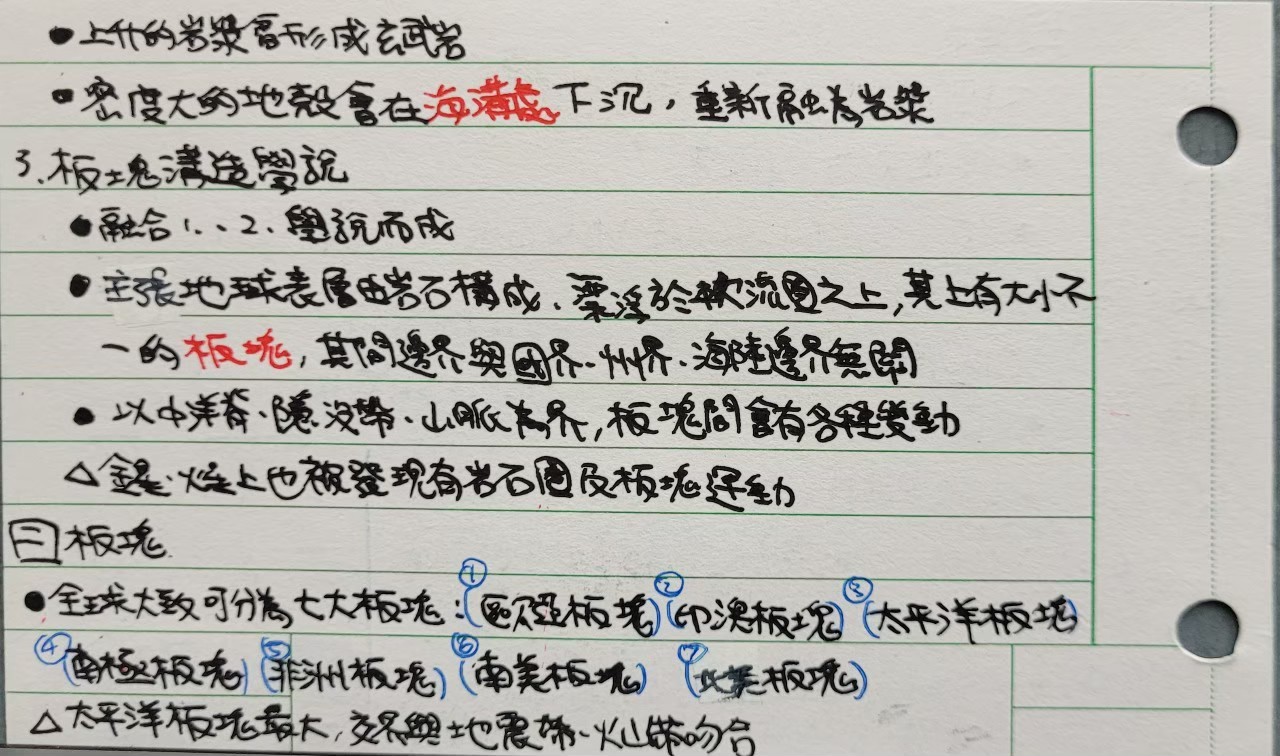 ●上升的岩漿會形成玄武岩
●密度大的地殼會在海溝處下沉，重新融為岩漿
3.板塊溝造學說
●融合1.、2.學說而成
●主張地球表層由岩石構成、漂浮於軟流圈之上，其上有大小不
一的板塊，其間邊界與國界、州界、海陸邊界無關
●以中洋脊、隱沒帶、山脈為界，板塊間會有各種變動
△金星、火星上也被發現有岩石圈及板塊運動
三板塊
●全球大致可分為七大板塊：①(歐亞板塊)②(印澳板塊)③(太平洋板塊)
④(南極板塊)⑤(非洲板塊)⑥(南美板塊)⑦(北美板塊)
△太平洋板塊最大，交界與地震帶、火山帶吻合